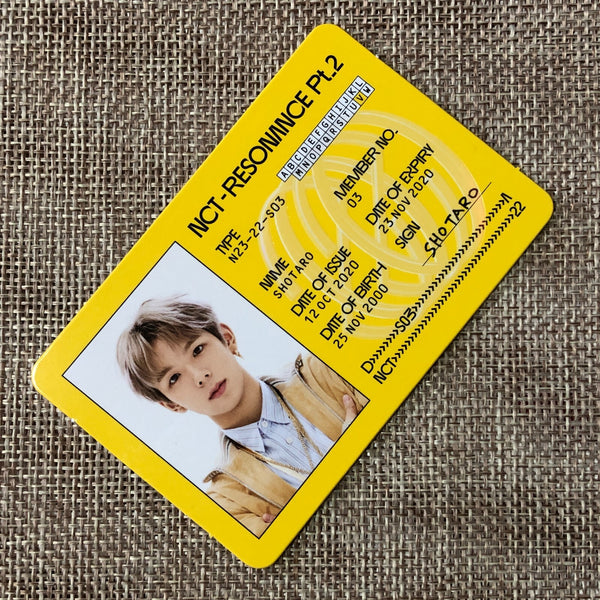 NCT-RESONANCE Pt.2
ABCDEFGHIJKL
MNOPQRSTUVW
TYPE
N23-22-S03
NAME
SHOTARO
MEMBER NO.
03
DATE OF ISSUE
12 OCT 2020
DATE OF EXPIRY
23 NOV 2020
DATE OF BIRTH
25 NOV 2000
SIGN
SHOTARO
D>>>>>>S03>>>>>>>>>>>>>>>>>>>>>>>>A
NCT>>>>>>>>>>>>>>>>>>>>>>>>>>>>>>22